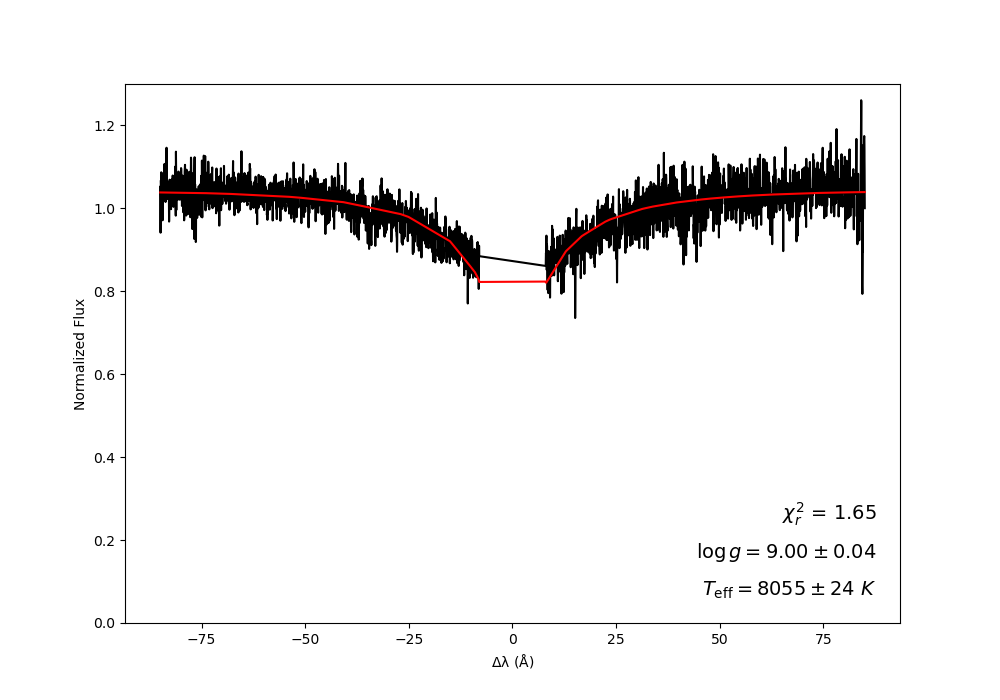 1.2
1.0
0.8
0.6
0.4
0.2
0.0
Normalized Flux
χ²ᵣ = 1.65
log g = 9.00 ± 0.04
T_eff = 8055 ± 24 K
−75 −50 −25 0 25 50 75
Δλ (Å)